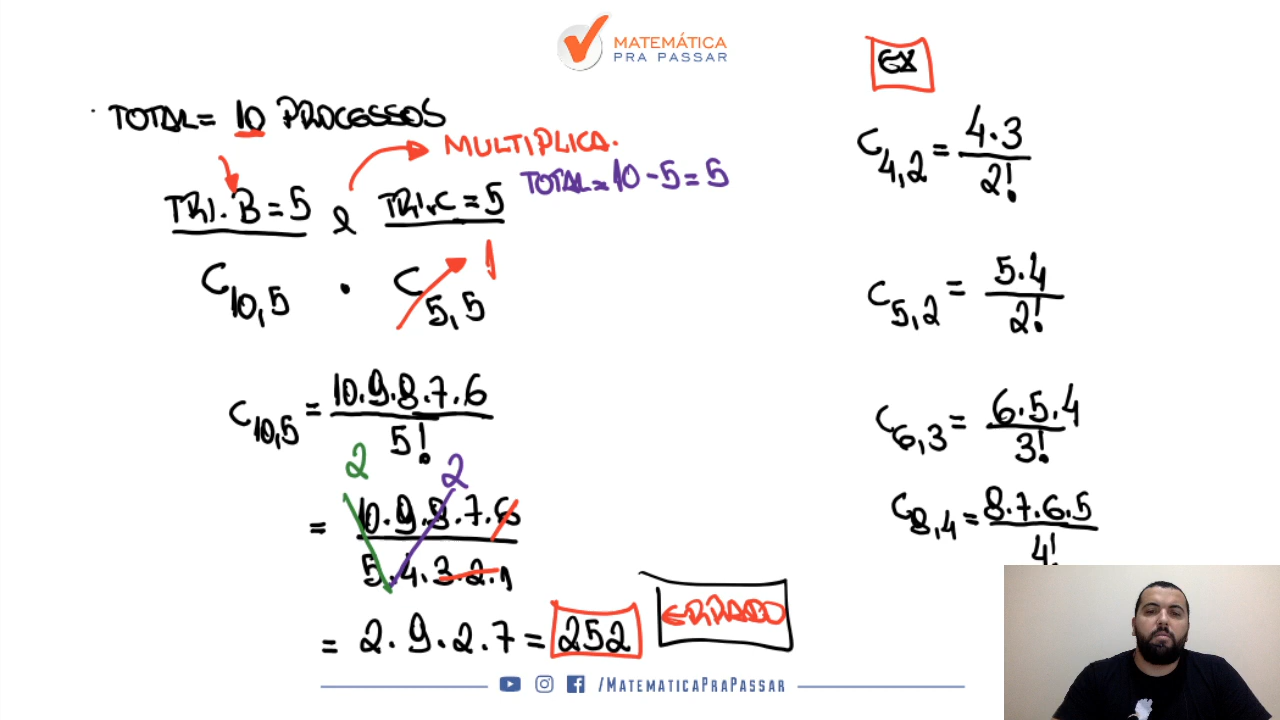 MATEMÁTICA
PRA PASSAR
TOTAL = 10 PROCESSOS
MULTIPLICA.
TOTAL = 10 - 5 = 5
TRI. B = 5 e TRI. C = 5
C10,5 . C5,5 1
C10,5 = 10.9.8.7.6
5!
2 2
= 10.9.8.7.6
5.4.3.2.1
= 2.9.2.7 = 252 ERRADO
EX
C4,2 = 4.3
2!
C5,2 = 5.4
2!
C6,3 = 6.5.4
3!
C8,4 = 8.7.6.5
4!
/MATEMATICAPRAPASSAR